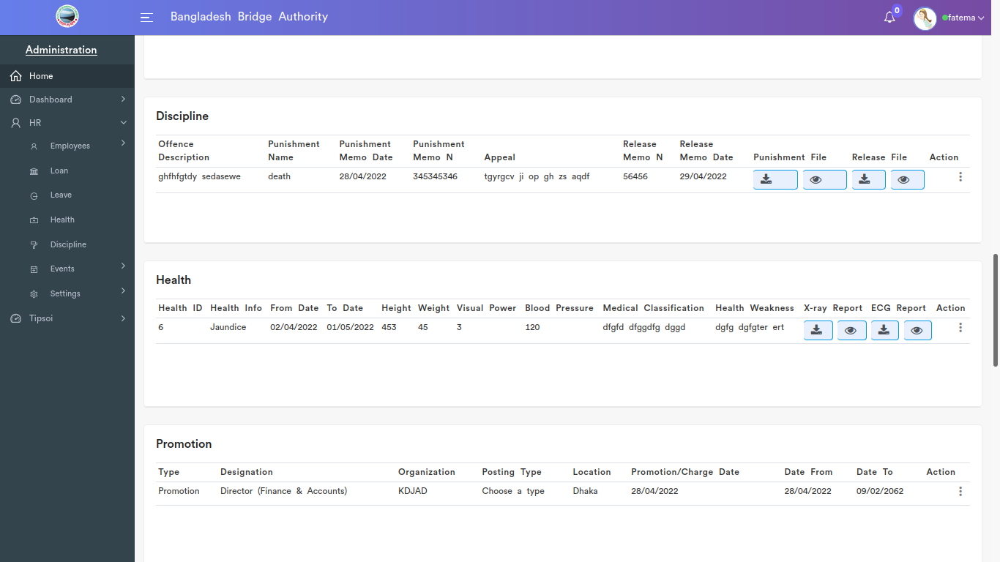 Bangladesh Bridge Authority
0
fatema
Administration
Home
Dashboard
HR
Employees
Loan
Leave
Health
Discipline
Events
Settings
Tipsoi
Discipline
Offence Description Punishment Name Punishment Memo Date Punishment Memo N Appeal Release Memo N Release Memo Date Punishment File Release File Action
ghfhfgtdy sedasewe death 28/04/2022 345345346 tgyrgcv ji op gh zs aqdf 56456 29/04/2022
Health
Health ID Health Info From Date To Date Height Weight Visual Power Blood Pressure Medical Classification Health Weakness X-ray Report ECG Report Action
6 Jaundice 02/04/2022 01/05/2022 453 45 3 120 dfgfd dfggdfg dggd dgfg dgfgter ert
Promotion
Type Designation Organization Posting Type Location Promotion/Charge Date Date From Date To Action
Promotion Director (Finance & Accounts) KDJAD Choose a type Dhaka 28/04/2022 28/04/2022 09/02/2062